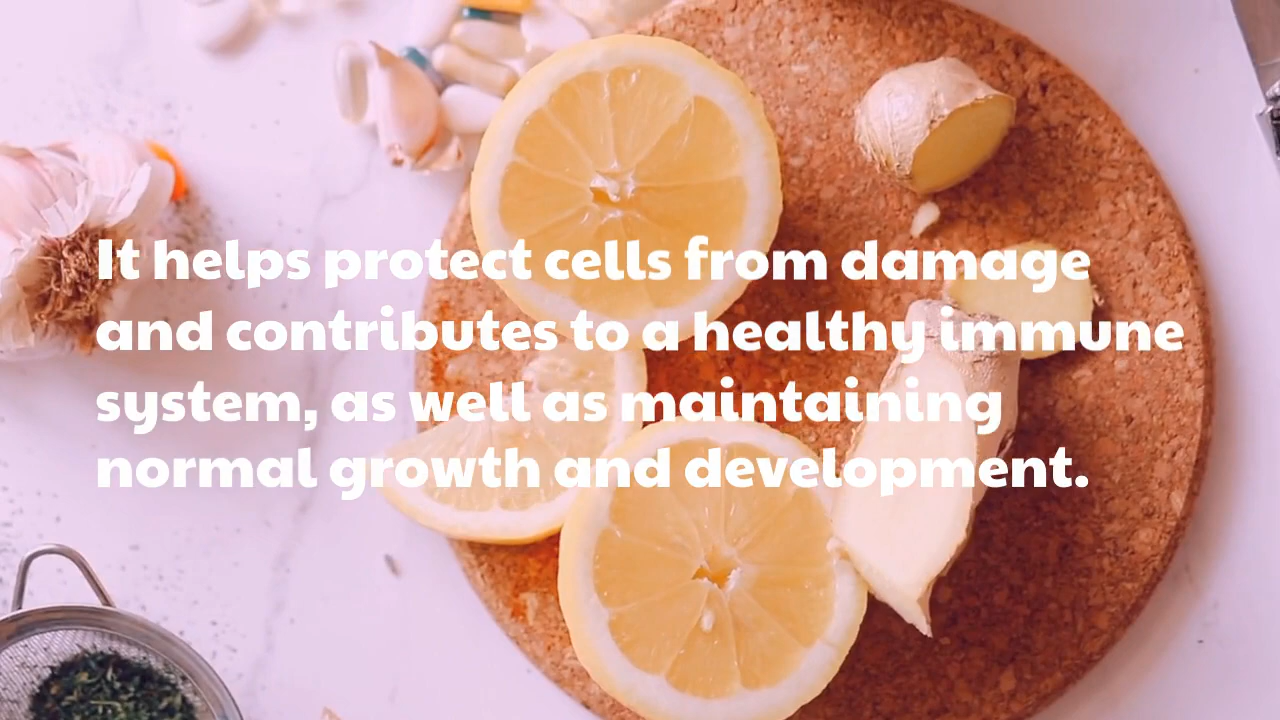 It helps protect cells from damage
and contributes to a healthy immune
system, as well as maintaining
normal growth and development.